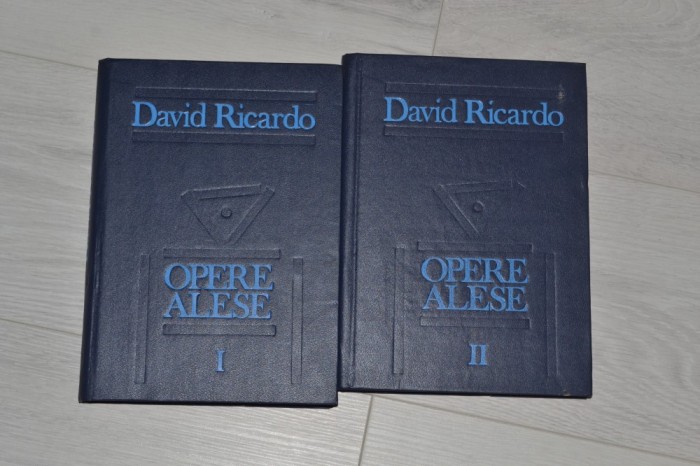 David Ricardo
OPERE
ALESE
I
David Ricardo
OPERE
ALESE
II